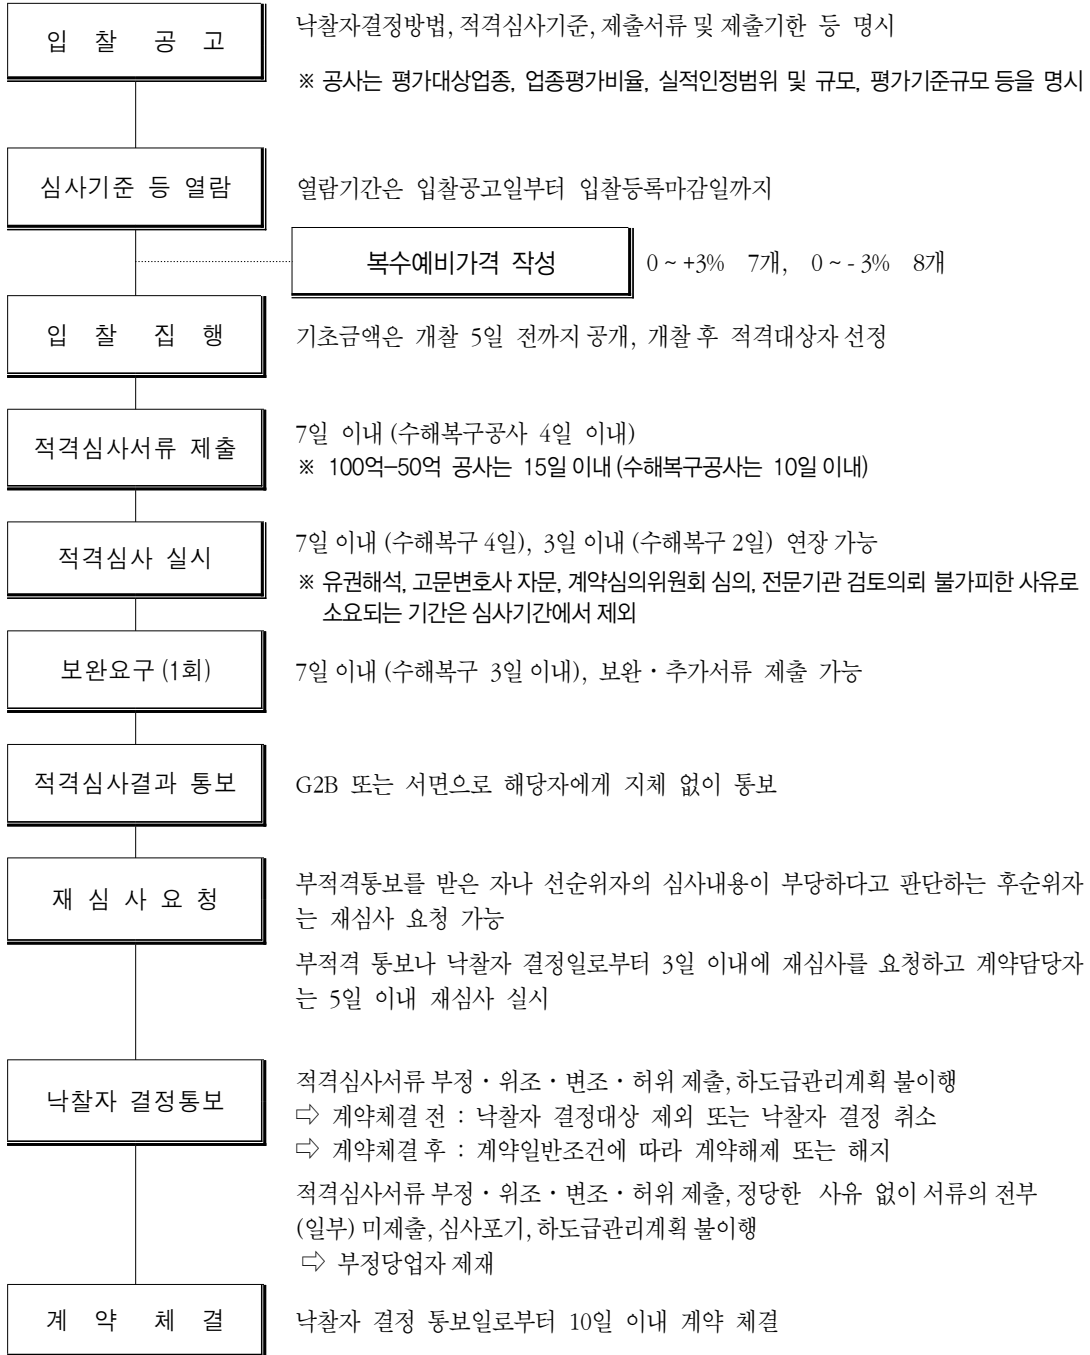 입 찰 공 고
낙찰자결정방법, 적격심사기준, 제출서류 및 제출기한 등 명시
※ 공사는 평가대상업종, 업종평가비율, 실적인정범위 및 규모, 평가기준규모 등을 명시
심사기준 등 열람
열람기간은 입찰공고일부터 입찰등록마감일까지
복수예비가격 작성
0 ~ +3% 7개, 0 ~ - 3% 8개
입 찰 집 행
기초금액은 개찰 5일 전까지 공개, 개찰 후 적격대상자 선정
적격심사서류 제출
7일 이내 (수해복구공사 4일 이내)
※ 100억-50억 공사는 15일 이내 (수해복구공사는 10일 이내)
적격심사 실시
7일 이내 (수해복구 4일), 3일 이내 (수해복구 2일) 연장 가능
※ 유권해석, 고문변호사 자문, 계약심의위원회 심의, 전문기관 검토의뢰 불가피한 사유로
소요되는 기간은 심사기간에서 제외
보완요구 (1회)
7일 이내 (수해복구 3일 이내), 보완・추가서류 제출 가능
적격심사결과 통보
G2B 또는 서면으로 해당자에게 지체 없이 통보
재 심 사 요 청
부적격통보를 받은 자나 선순위자의 심사내용이 부당하다고 판단하는 후순위자
는 재심사 요청 가능
부적격 통보나 낙찰자 결정일로부터 3일 이내에 재심사를 요청하고 계약담당자
는 5일 이내 재심사 실시
낙찰자 결정통보
적격심사서류 부정・위조・변조・허위 제출, 하도급관리계획 불이행
⇨ 계약체결 전 : 낙찰자 결정대상 제외 또는 낙찰자 결정 취소
⇨ 계약체결 후 : 계약일반조건에 따라 계약해제 또는 해지
적격심사서류 부정・위조・변조・허위 제출, 정당한 사유 없이 서류의 전부
(일부) 미제출, 심사포기, 하도급관리계획 불이행
⇨ 부정당업자 제재
계 약 체 결
낙찰자 결정 통보일로부터 10일 이내 계약 체결